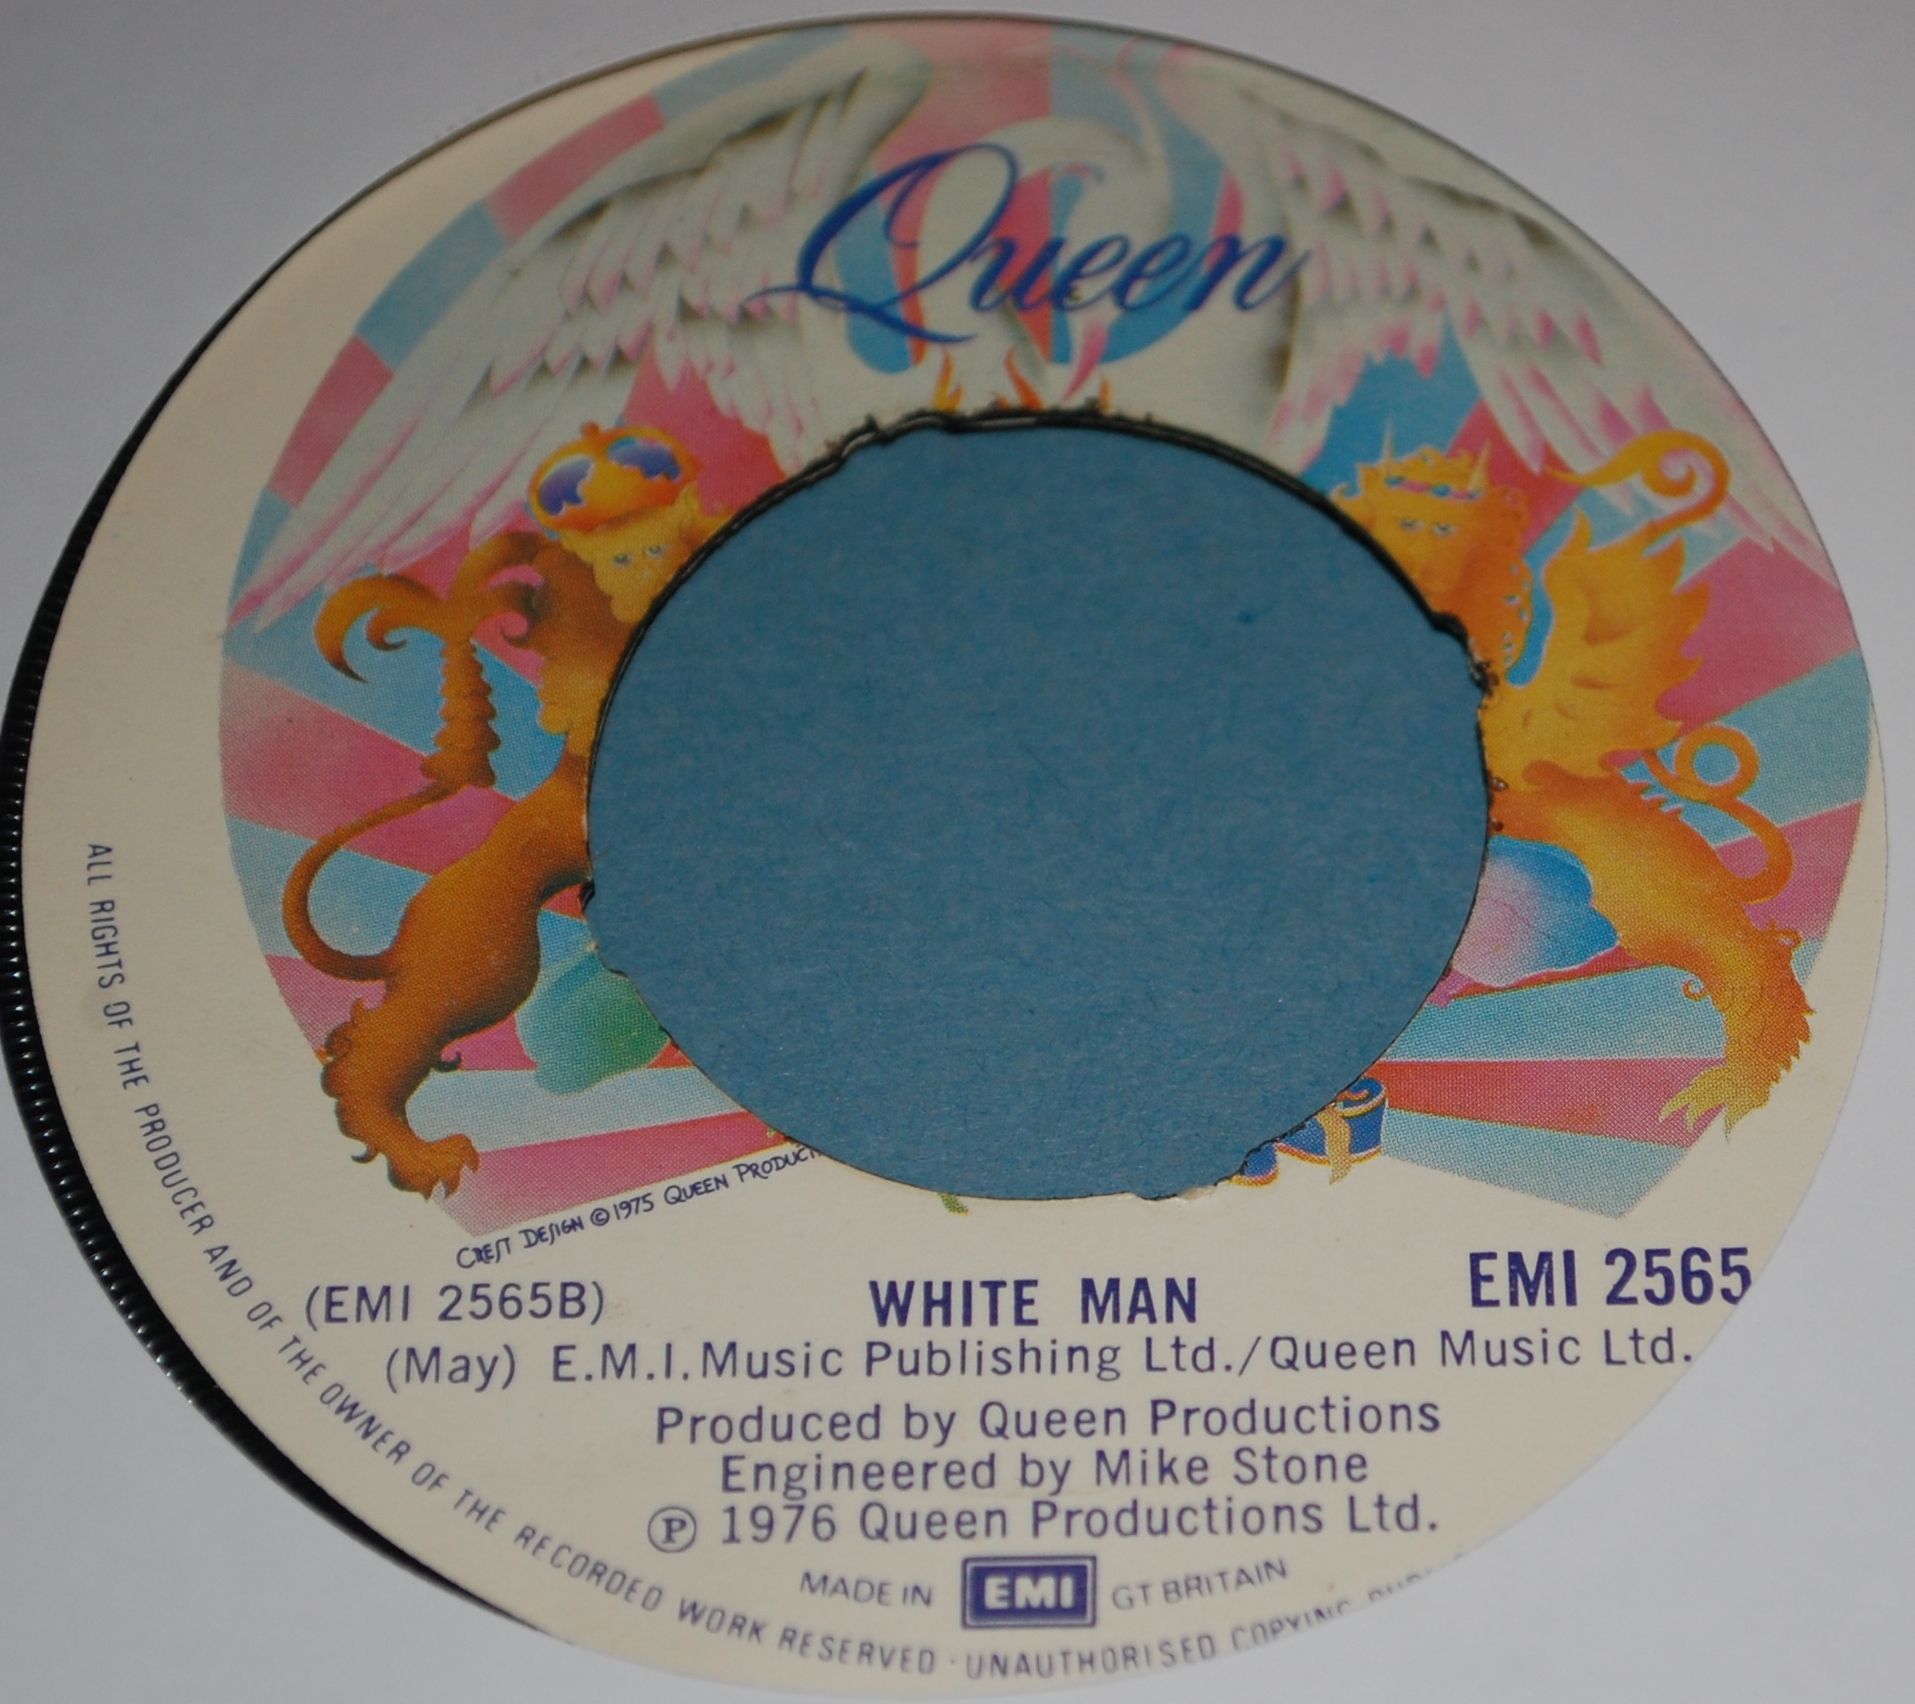 Queen
CREST DESIGN © 1975 QUEEN
(EMI 2565B)
WHITE MAN
EMI 2565
(May) E.M.I. Music Publishing Ltd./Queen Music Ltd.
Produced by Queen Productions
Engineered by Mike Stone
Ⓟ 1976 Queen Productions Ltd.
MADE IN EMI GT BRITAIN
ALL RIGHTS OF THE PRODUCER AND OF THE OWNER OF THE RECORDED WORK RESERVED · UNAUTHORISED COPYING